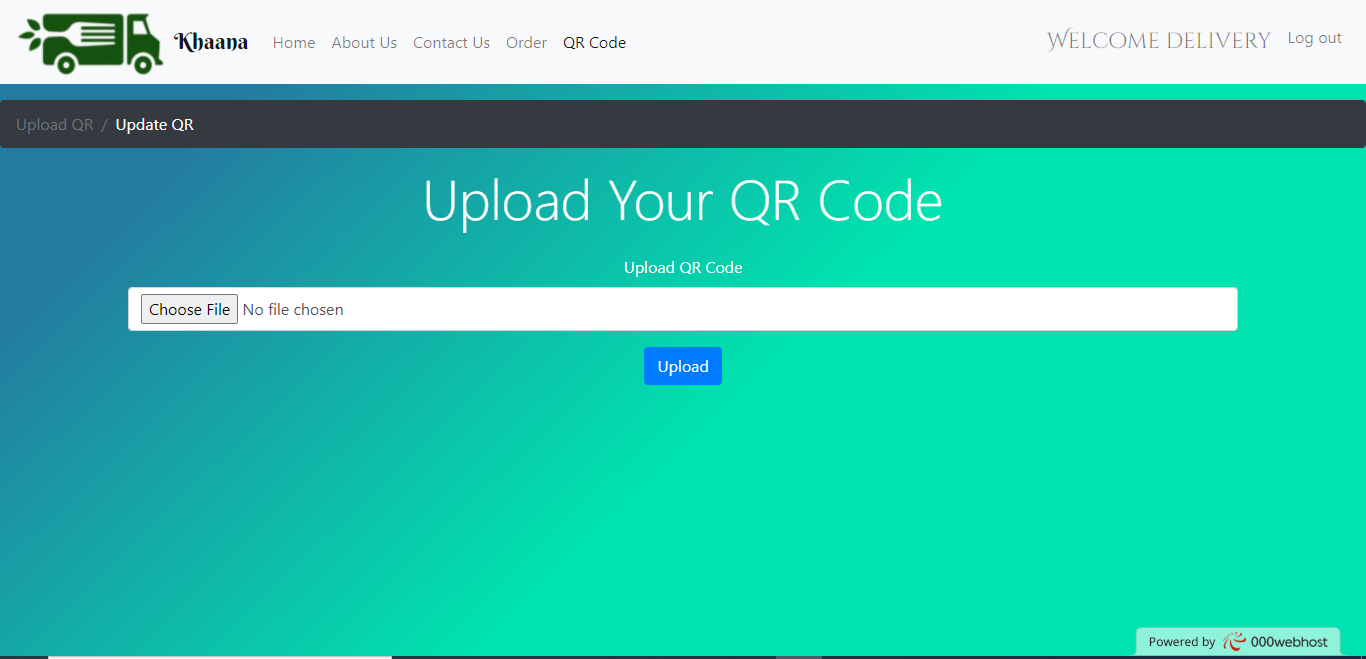 Khaana Home About Us Contact Us Order QR Code Welcome delivery Log out
Upload QR / Update QR
Upload Your QR Code
Upload QR Code
Choose File No file chosen
Upload
Powered by 000webhost